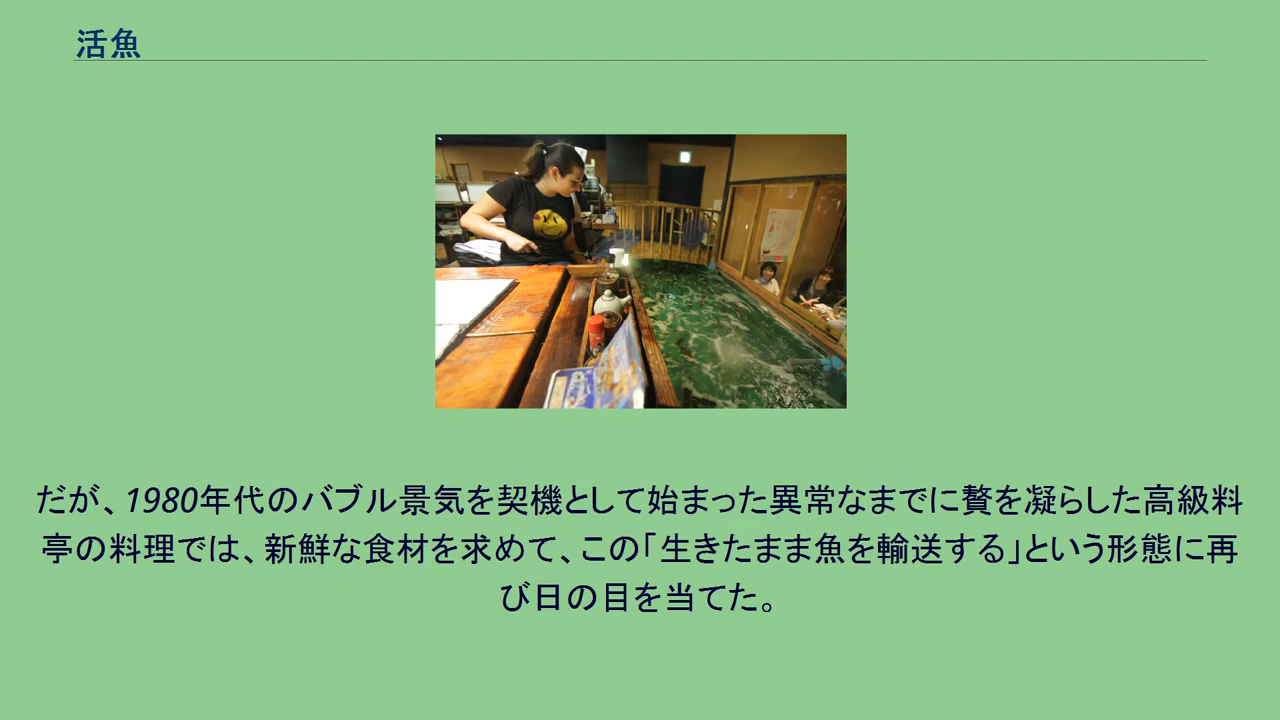 活魚
だが、1980年代のバブル景気を契機として始まった異常なまでに贅を凝らした高級料
亭の料理では、新鮮な食材を求めて、この「生きたまま魚を輸送する」という形態に再
び日の目を当てた。